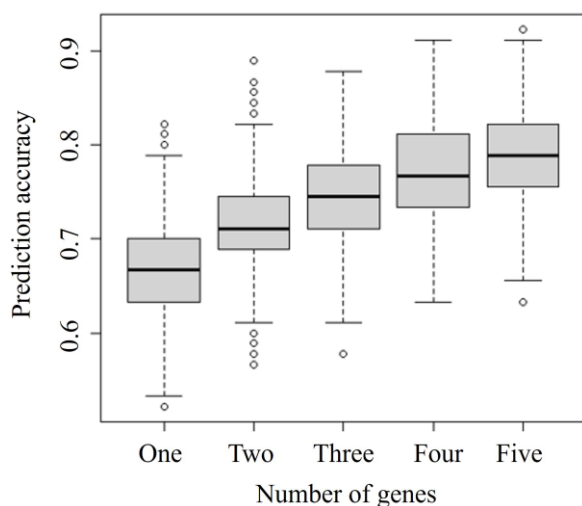 Prediction accuracy
0.9
0.8
0.7
0.6
One Two Three Four Five
Number of genes